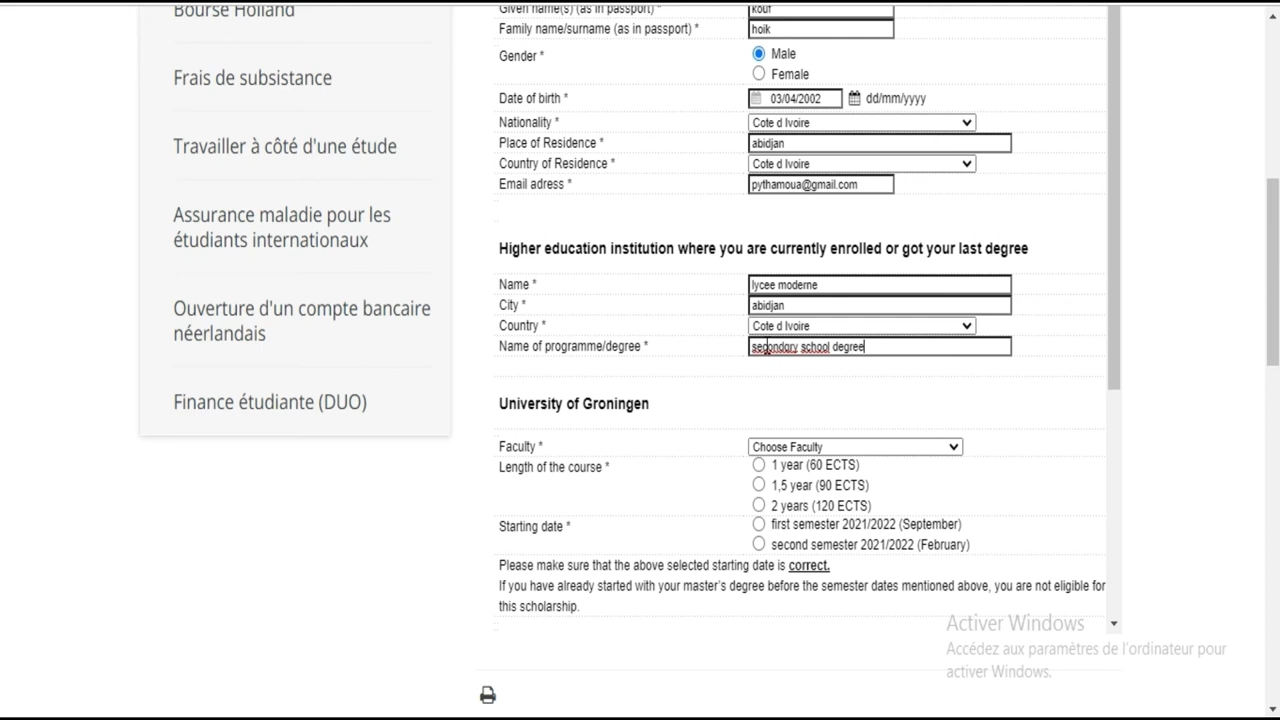 Bourse Holland
Frais de subsistance
Travailler à côté d'une étude
Assurance maladie pour les
étudiants internationaux
Ouverture d'un compte bancaire
néerlandais
Finance étudiante (DUO)
Given name(s) (as in passport) * kouf
Family name/surname (as in passport) * hoik
Gender * Male
Female
Date of birth * 03/04/2002 dd/mm/yyyy
Nationality * Cote d Ivoire
Place of Residence * abidjan
Country of Residence * Cote d Ivoire
Email adress * pythamoua@gmail.com
Higher education institution where you are currently enrolled or got your last degree
Name * lycee moderne
City * abidjan
Country * Cote d Ivoire
Name of programme/degree * secondory school degree
University of Groningen
Faculty * Choose Faculty
Length of the course * 1 year (60 ECTS)
1,5 year (90 ECTS)
2 years (120 ECTS)
Starting date * first semester 2021/2022 (September)
second semester 2021/2022 (February)
Please make sure that the above selected starting date is correct.
If you have already started with your master's degree before the semester dates mentioned above, you are not eligible for
this scholarship.
Activer Windows
Accédez aux paramètres de l'ordinateur pour
activer Windows.